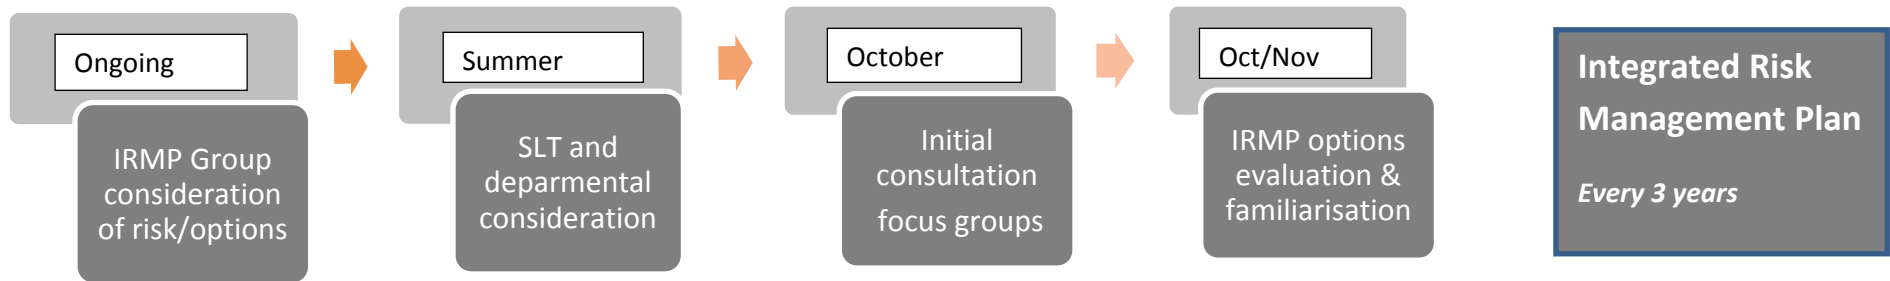 Ongoing
IRMP Group
consideration
of risk/options
Summer
SLT and
deparmental
consideration
October
Initial
consultation
focus groups
Oct/Nov
IRMP options
evaluation &
familiarisation
Integrated Risk
Management Plan
Every 3 years